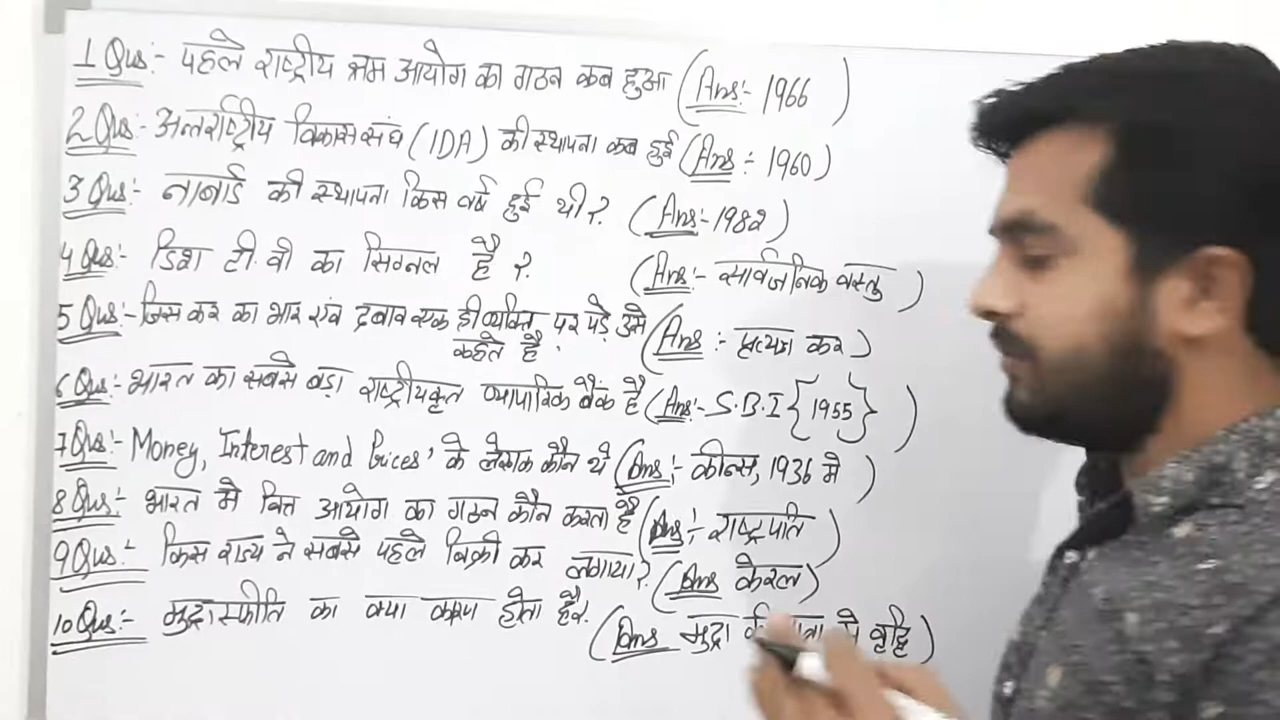 1 Qus:- पहले राष्ट्रीय श्रम आयोग का गठन कब हुआ (Ans:- 1966 )
2 Qus:- अन्तर्राष्ट्रीय विकास संघ (IDA) की स्थापना कब हुई (Ans :- 1960)
3 Qus:- नाबार्ड की स्थापना किस वर्ष हुई थी? (Ans:- 1982)
4 Qus:- डिश टी.वी का सिग्नल है ? (Ans:- सार्वजनिक वस्तु )
5 Qus:- जिस कर का भार एवं दबाव एक ही व्यक्ति पर पड़े उसे
कहते है. (Ans :- प्रत्यक्ष कर )
6 Qus:- भारत का सबसे बड़ा राष्ट्रीयकृत व्यापारिक बैंक है (Ans:- S.B.I {1955} )
7 Qus:- Money, Interest and Prices' के लेखक कौन थे (Ans:- कीन्स, 1936 मे )
8 Qus:- भारत मे वित्त आयोग का गठन कौन करता है (Ans:- राष्ट्रपति )
9 Qus:- किस राज्य ने सबसे पहले बिक्री कर लगाया? (Ans केरल)
10 Qus:- मुद्रा स्फीति का क्या कारण होता है? (Ans मुद्रा वृद्धि )